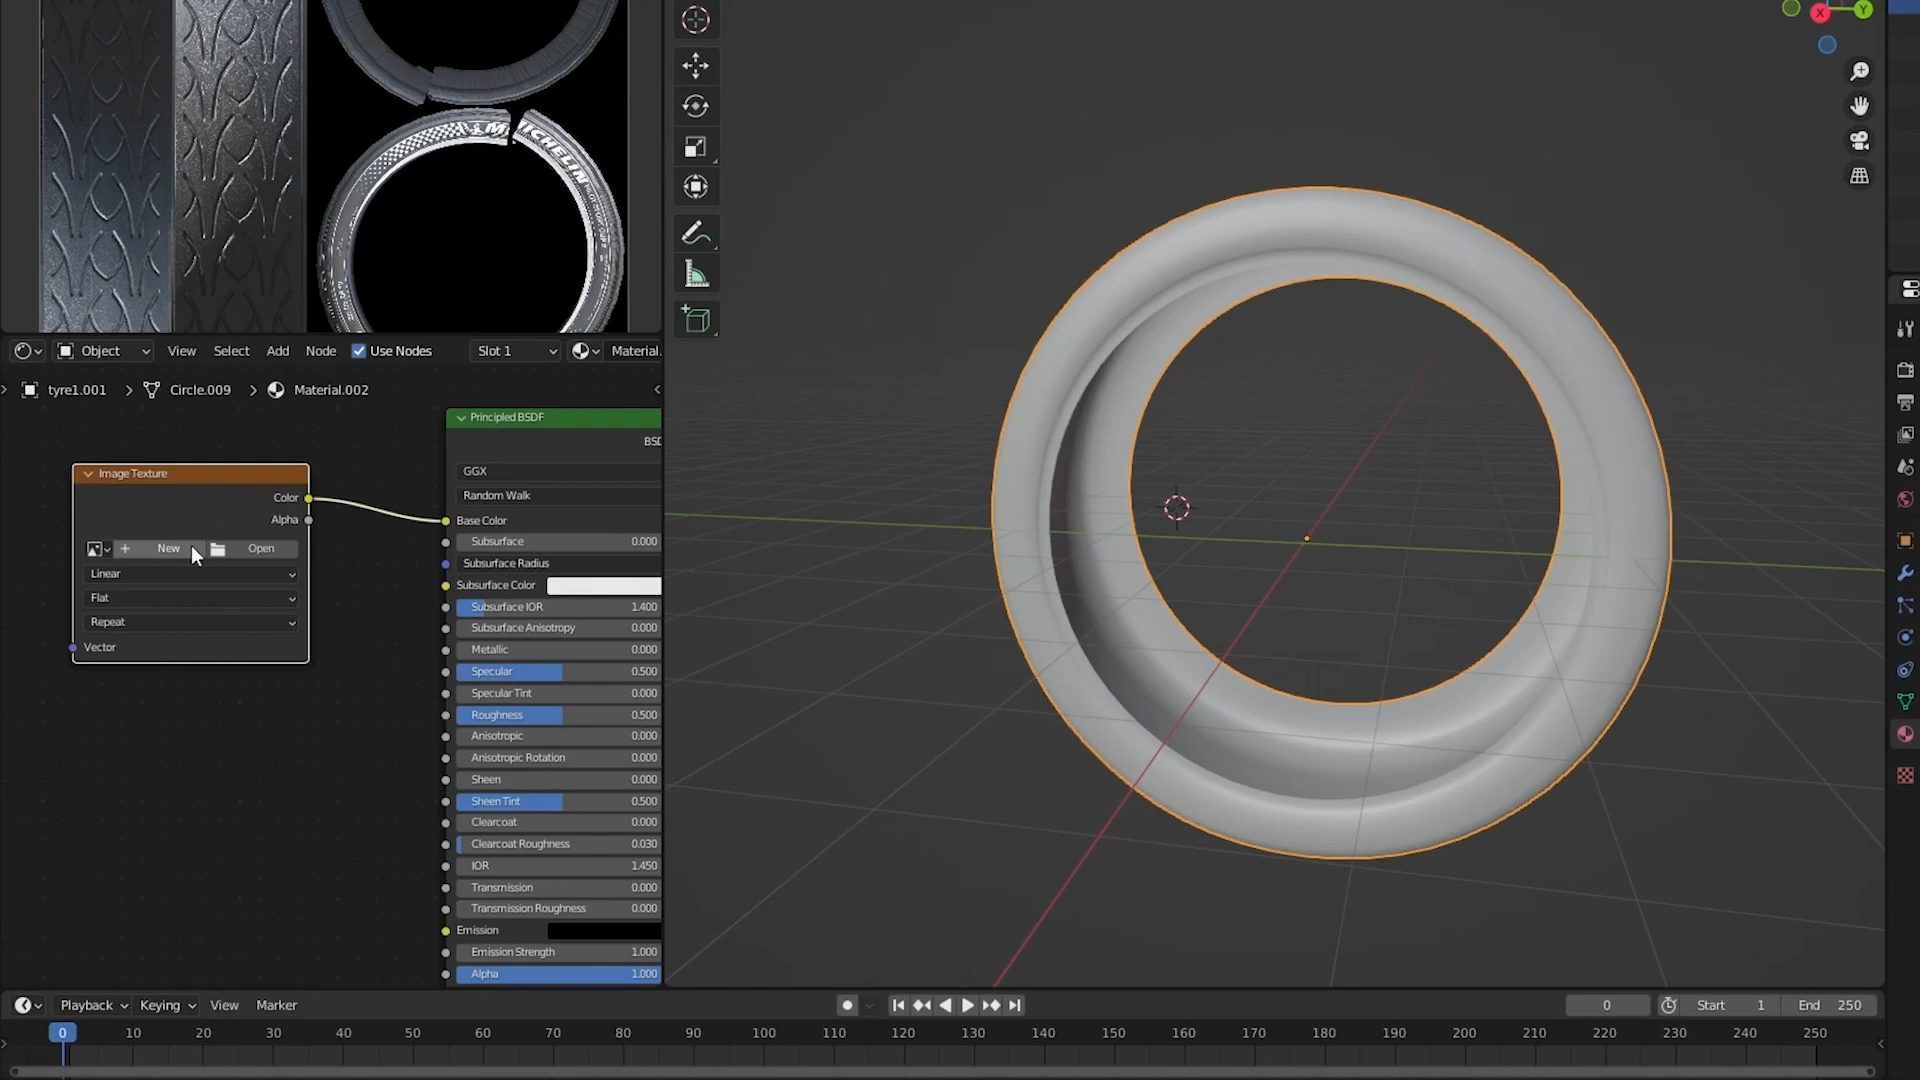 MICHELIN
X
Y
Object
View
Select
Add
Node
Use Nodes
Slot 1
Material.
tyre1.001
Circle.009
Material.002
Image Texture
Color
Alpha
New
Open
Linear
Flat
Repeat
Vector
Principled BSDF
BSD
GGX
Random Walk
Base Color
Subsurface 0.000
Subsurface Radius
Subsurface Color
Subsurface IOR 1.400
Subsurface Anisotropy 0.000
Metallic 0.000
Specular 0.500
Specular Tint 0.000
Roughness 0.500
Anisotropic 0.000
Anisotropic Rotation 0.000
Sheen 0.000
Sheen Tint 0.500
Clearcoat 0.000
Clearcoat Roughness 0.030
IOR 1.450
Transmission 0.000
Transmission Roughness 0.000
Emission
Emission Strength 1.000
Alpha 1.000
Playback Keying View Marker
0 Start 1 End 250
0 10 20 30 40 50 60 70 80 90 100 110 120 130 140 150 160 170 180 190 200 210 220 230 240 250